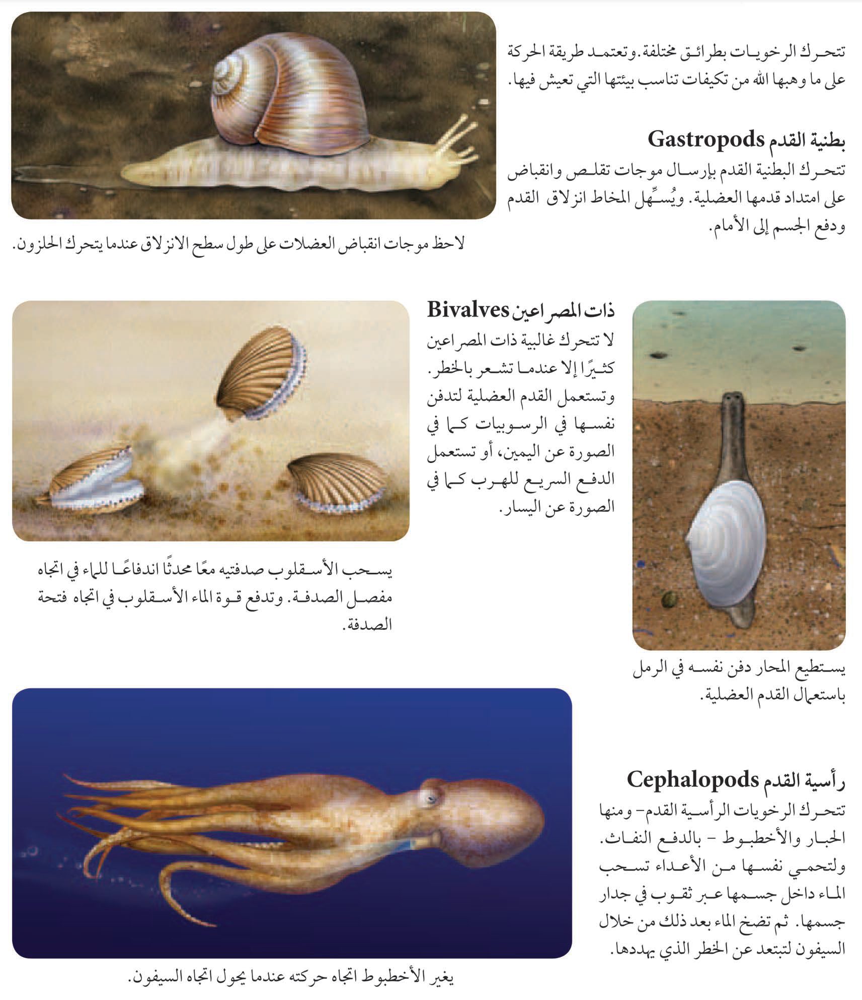 تتحرك الرخويات بطرائق مختلفة. وتعتمد طريقة الحركة
على ما وهبها الله من تكيفات تناسب بيئتها التي تعيش فيها.
بطنية القدم Gastropods
تتحرك البطنية القدم بإرسال موجات تقلص وانقباض
على امتداد قدمها العضلية. ويُسهِّل المخاط انزلاق القدم
ودفع الجسم إلى الأمام.
لاحظ موجات انقباض العضلات على طول سطح الانزلاق عندما يتحرك الحلزون.
ذات المصراعين Bivalves
لا تتحرك غالبية ذات المصراعين
كثيرًا إلا عندما تشعر بالخطر.
وتستعمل القدم العضلية لتدفن
نفسها في الرسوبيات كما في
الصورة عن اليمين، أو تستعمل
الدفع السريع للهرب كما في
الصورة عن اليسار.
يسحب الأسقلوب صدفتيه معًا محدثًا اندفاعًا للماء في اتجاه
مفصل الصدفة. وتدفع قوة الماء الأسقلوب في اتجاه فتحة
الصدفة.
يستطيع المحار دفن نفسه في الرمل
باستعمال القدم العضلية.
رأسية القدم Cephalopods
تتحرك الرخويات الرأسية القدم– ومنها
الحبار والأخطبوط – بالدفع النفاث.
ولتحمي نفسها من الأعداء تسحب
الماء داخل جسمها عبر ثقوب في جدار
جسمها. ثم تضخ الماء بعد ذلك من خلال
السيفون لتبتعد عن الخطر الذي يهددها.
يغير الأخطبوط اتجاه حركته عندما يحول اتجاه السيفون.